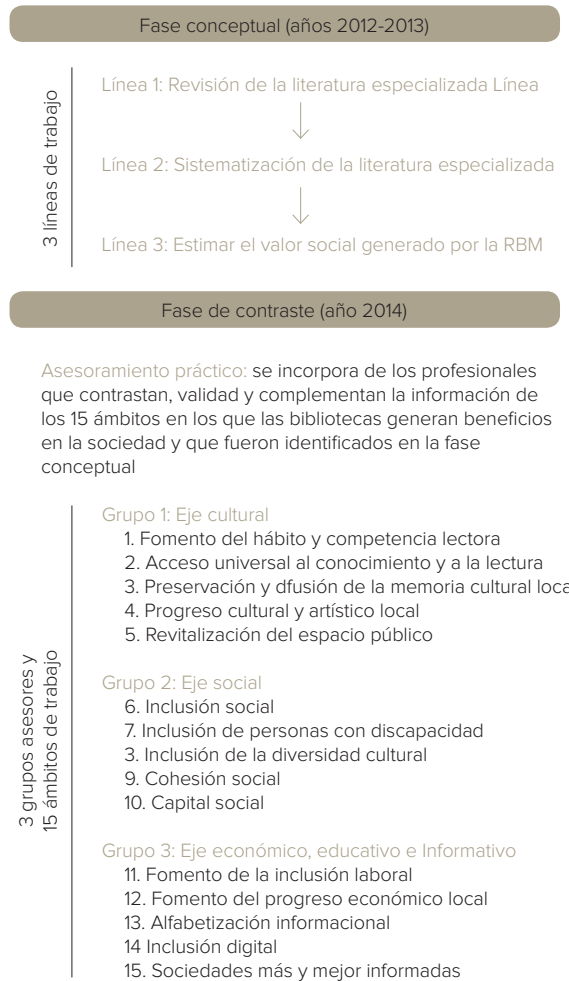 Fase conceptual (años 2012-2013)
3 líneas de trabajo
Línea 1: Revisión de la literatura especializada Línea
Línea 2: Sistematización de la literatura especializada
Línea 3: Estimar el valor social generado por la RBM
Fase de contraste (año 2014)
Asesoramiento práctico: se incorpora de los profesionales
que contrastan, validad y complementan la información de
los 15 ámbitos en los que las bibliotecas generan beneficios
en la sociedad y que fueron identificados en la fase
conceptual
3 grupos asesores y
15 ámbitos de trabajo
Grupo 1: Eje cultural
1. Fomento del hábito y competencia lectora
2. Acceso universal al conocimiento y a la lectura
3. Preservación y dfusión de la memoria cultural loca
4. Progreso cultural y artístico local
5. Revitalización del espacio público
Grupo 2: Eje social
6. Inclusión social
7. Inclusión de personas con discapacidad
3. Inclusión de la diversidad cultural
9. Cohesión social
10. Capital social
Grupo 3: Eje económico, educativo e Informativo
11. Fomento de la inclusión laboral
12. Fomento del progreso económico local
13. Alfabetización informacional
14 Inclusión digital
15. Sociedades más y mejor informadas